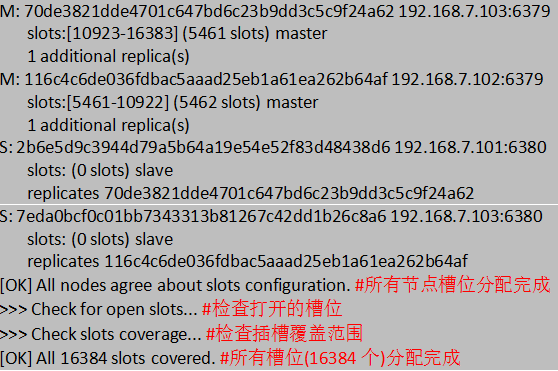 M: 70de3821dde4701c647bd6c23b9dd3c5c9f24a62 192.168.7.103:6379
slots:[10923-16383] (5461 slots) master
1 additional replica(s)
M: 116c4c6de036fdbac5aaad25eb1a61ea262b64af 192.168.7.102:6379
slots:[5461-10922] (5462 slots) master
1 additional replica(s)
S: 2b6e5d9c3944d79a5b64a19e54e52f83d48438d6 192.168.7.101:6380
slots: (0 slots) slave
replicates 70de3821dde4701c647bd6c23b9dd3c5c9f24a62
S: 7eda0bcf0c01bb7343313b81267c42dd1b26c8a6 192.168.7.103:6380
slots: (0 slots) slave
replicates 116c4c6de036fdbac5aaad25eb1a61ea262b64af
[OK] All nodes agree about slots configuration. #所有节点槽位分配完成
>>> Check for open slots... #检查打开的槽位
>>> Check slots coverage... #检查插槽覆盖范围
[OK] All 16384 slots covered. #所有槽位(16384 个)分配完成